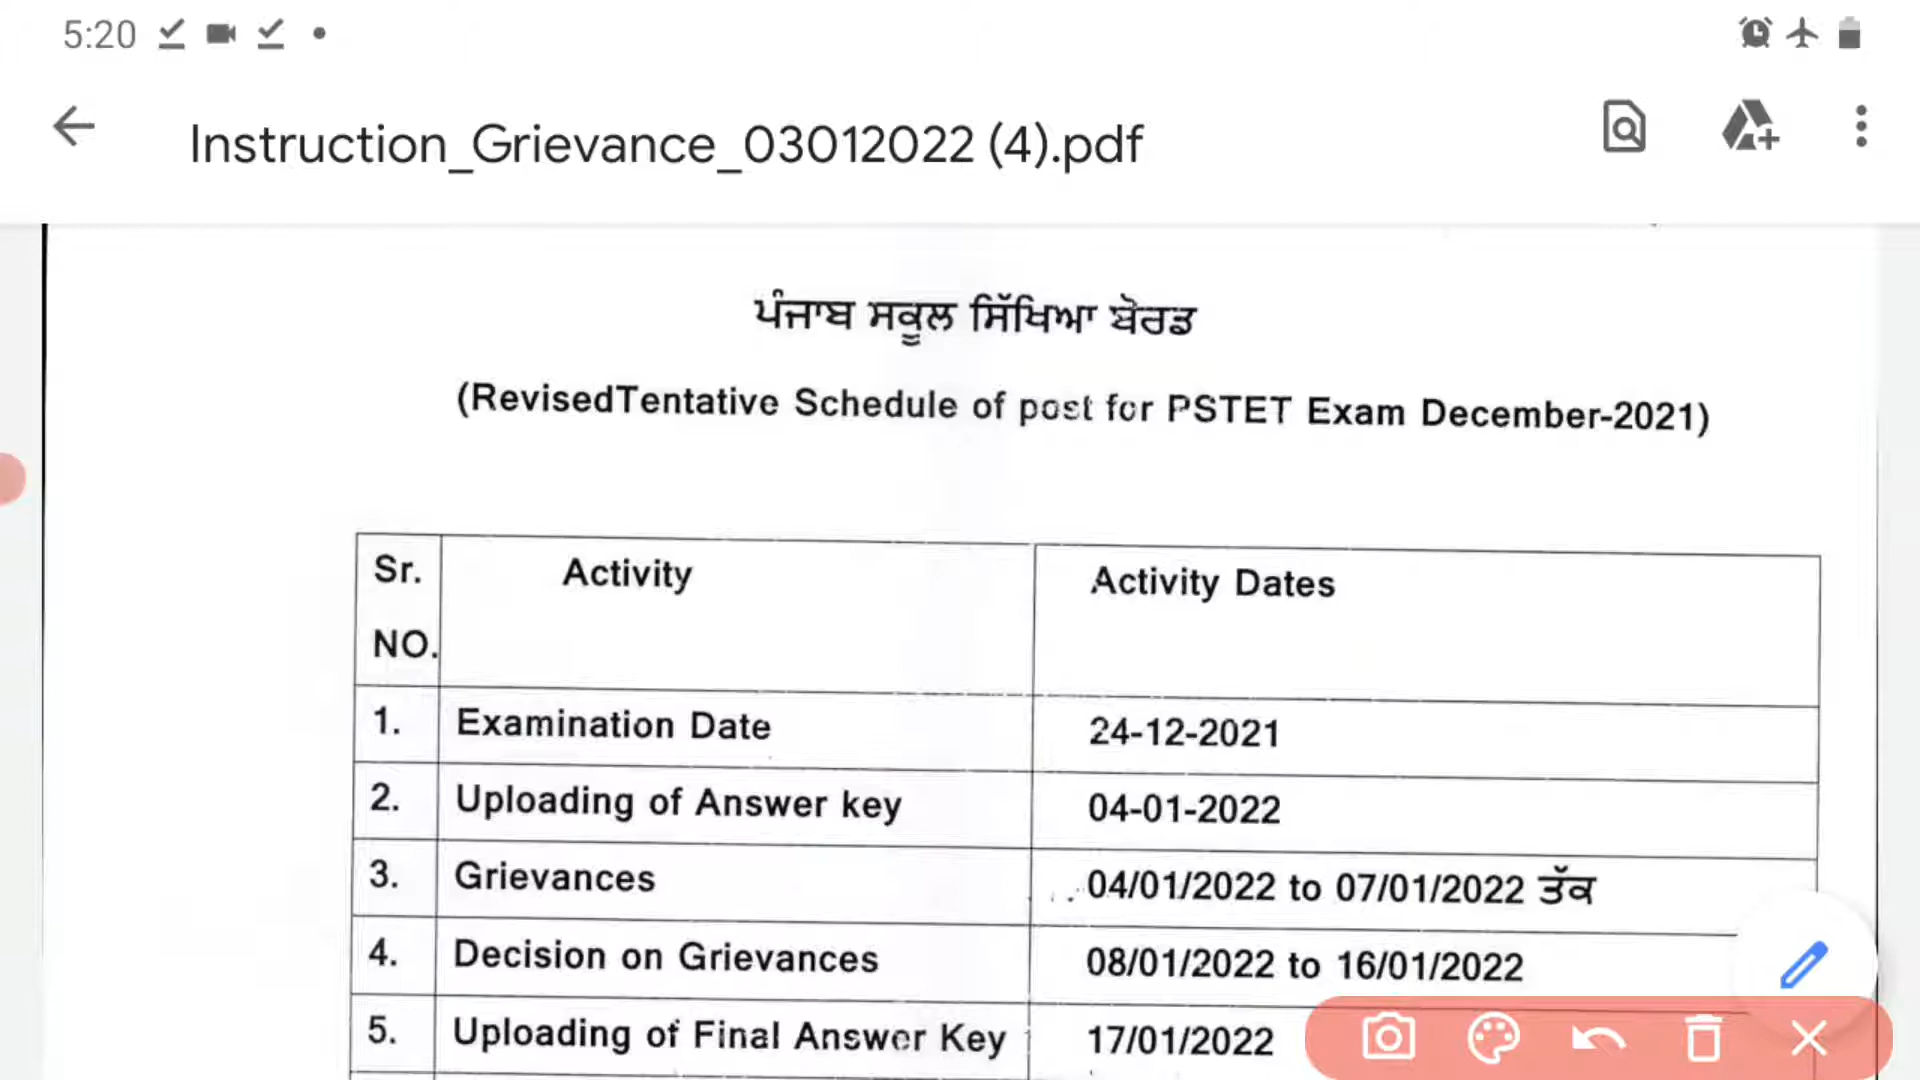 5:20
Instruction_Grievance_03012022 (4).pdf
ਪੰਜਾਬ ਸਕੂਲ ਸਿੱਖਿਆ ਬੋਰਡ
(RevisedTentative Schedule of post for PSTET Exam December-2021)
Sr. NO. Activity Activity Dates
1. Examination Date 24-12-2021
2. Uploading of Answer key 04-01-2022
3. Grievances 04/01/2022 to 07/01/2022 ਤੱਕ
4. Decision on Grievances 08/01/2022 to 16/01/2022
5. Uploading of Final Answer Key 17/01/2022